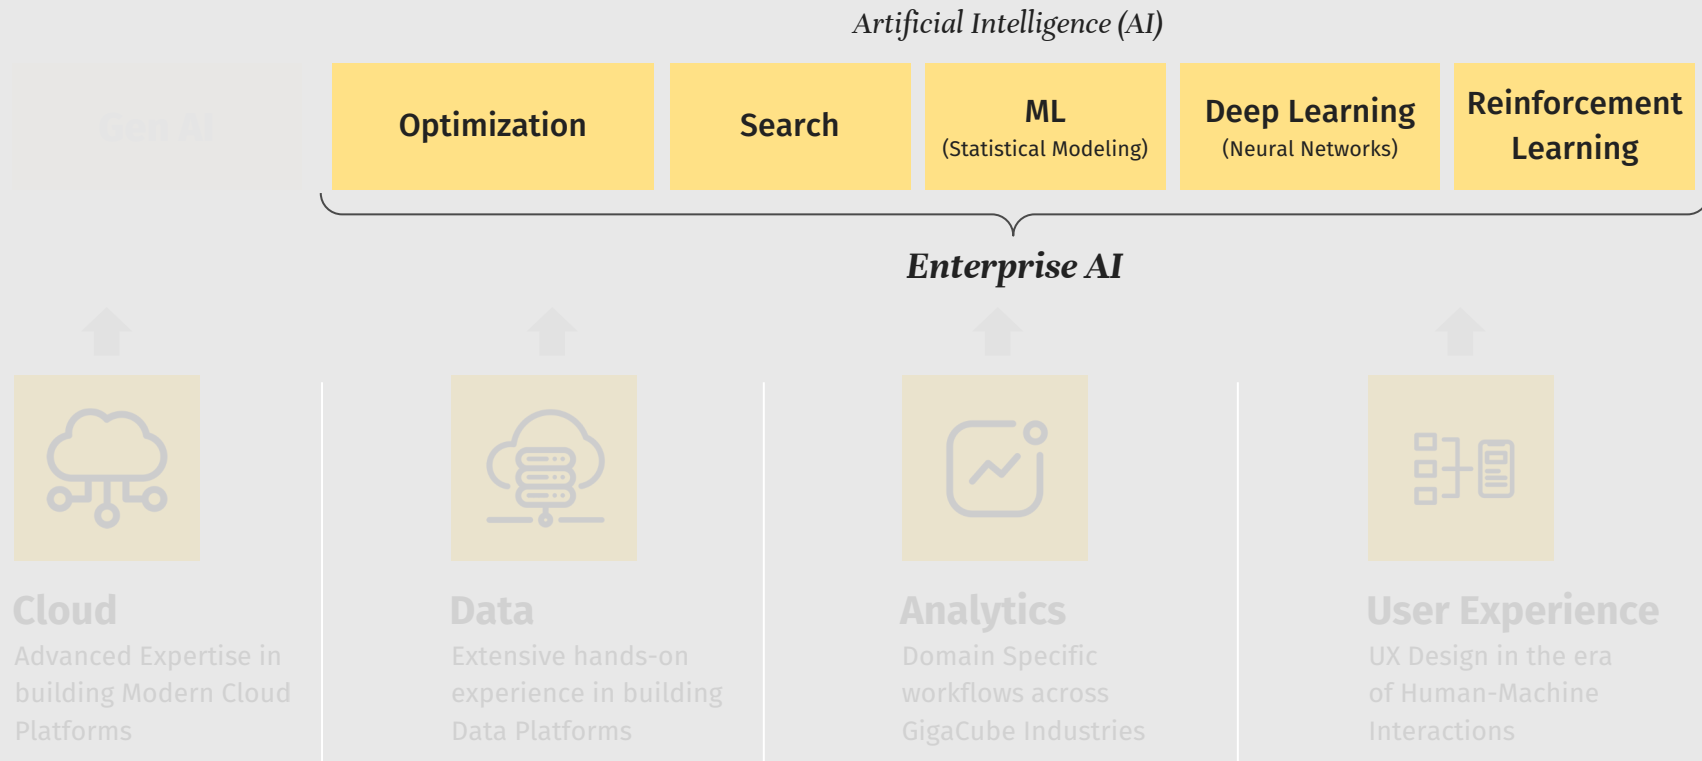 Artificial Intelligence (AI)
Gen AI
Optimization
Search
ML
(Statistical Modeling)
Deep Learning
(Neural Networks)
Reinforcement
Learning
Enterprise AI
Cloud
Advanced Expertise in
building Modern Cloud
Platforms
Data
Extensive hands-on
experience in building
Data Platforms
Analytics
Domain Specific
workflows across
GigaCube Industries
User Experience
UX Design in the era
of Human-Machine
Interactions